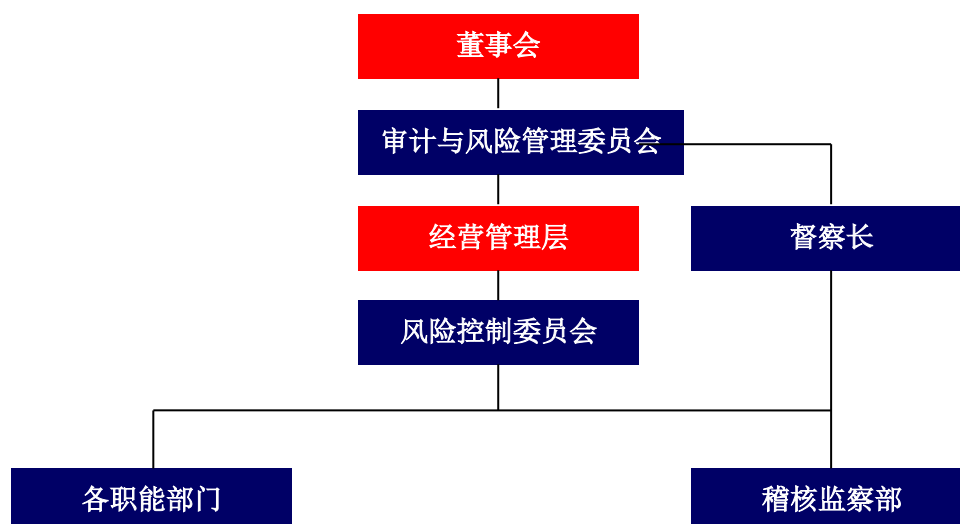 董事会
审计与风险管理委员会
经营管理层
督察长
风险控制委员会
各职能部门
稽核监察部